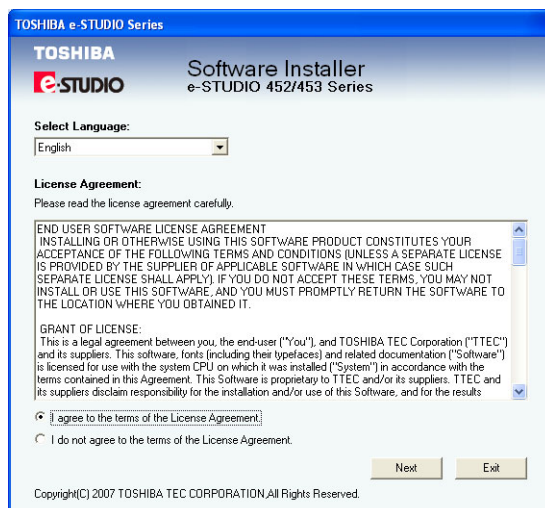 TOSHIBA e-STUDIO Series
TOSHIBA
e-STUDIO
Software Installer
e-STUDIO 452/453 Series
Select Language:
English
License Agreement:
Please read the license agreement carefully.
END USER SOFTWARE LICENSE AGREEMENT
INSTALLING OR OTHERWISE USING THIS SOFTWARE PRODUCT CONSTITUTES YOUR
ACCEPTANCE OF THE FOLLOWING TERMS AND CONDITIONS (UNLESS A SEPARATE LICENSE
IS PROVIDED BY THE SUPPLIER OF APPLICABLE SOFTWARE IN WHICH CASE SUCH
SEPARATE LICENSE SHALL APPLY). IF YOU DO NOT ACCEPT THESE TERMS, YOU MAY NOT
INSTALL OR USE THIS SOFTWARE, AND YOU MUST PROMPTLY RETURN THE SOFTWARE TO
THE LOCATION WHERE YOU OBTAINED IT.
GRANT OF LICENSE:
This is a legal agreement between you, the end-user ("You"), and TOSHIBA TEC Corporation ("TTEC")
and its suppliers. This software, fonts (including their typefaces) and related documentation ("Software")
is licensed for use with the system CPU on which it was installed ("System") in accordance with the
terms contained in this Agreement. This Software is proprietary to TTEC and/or its suppliers. TTEC and
its suppliers disclaim responsibility for the installation and/or use of this Software, and for the results
I agree to the terms of the License Agreement.
I do not agree to the terms of the License Agreement.
Next Exit
Copyright(C) 2007 TOSHIBA TEC CORPORATION,All Rights Reserved.